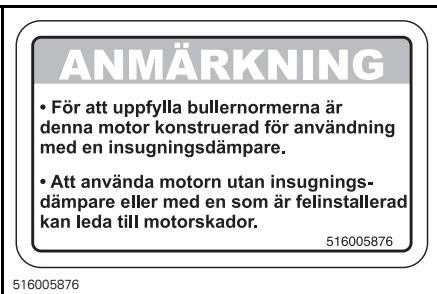 ANMÄRKNING
• För att uppfylla bullernormerna är
denna motor konstruerad för användning
med en insugningsdämpare.
• Att använda motorn utan insugnings-
dämpare eller med en som är felinstallerad
kan leda till motorskador.
516005876
516005876